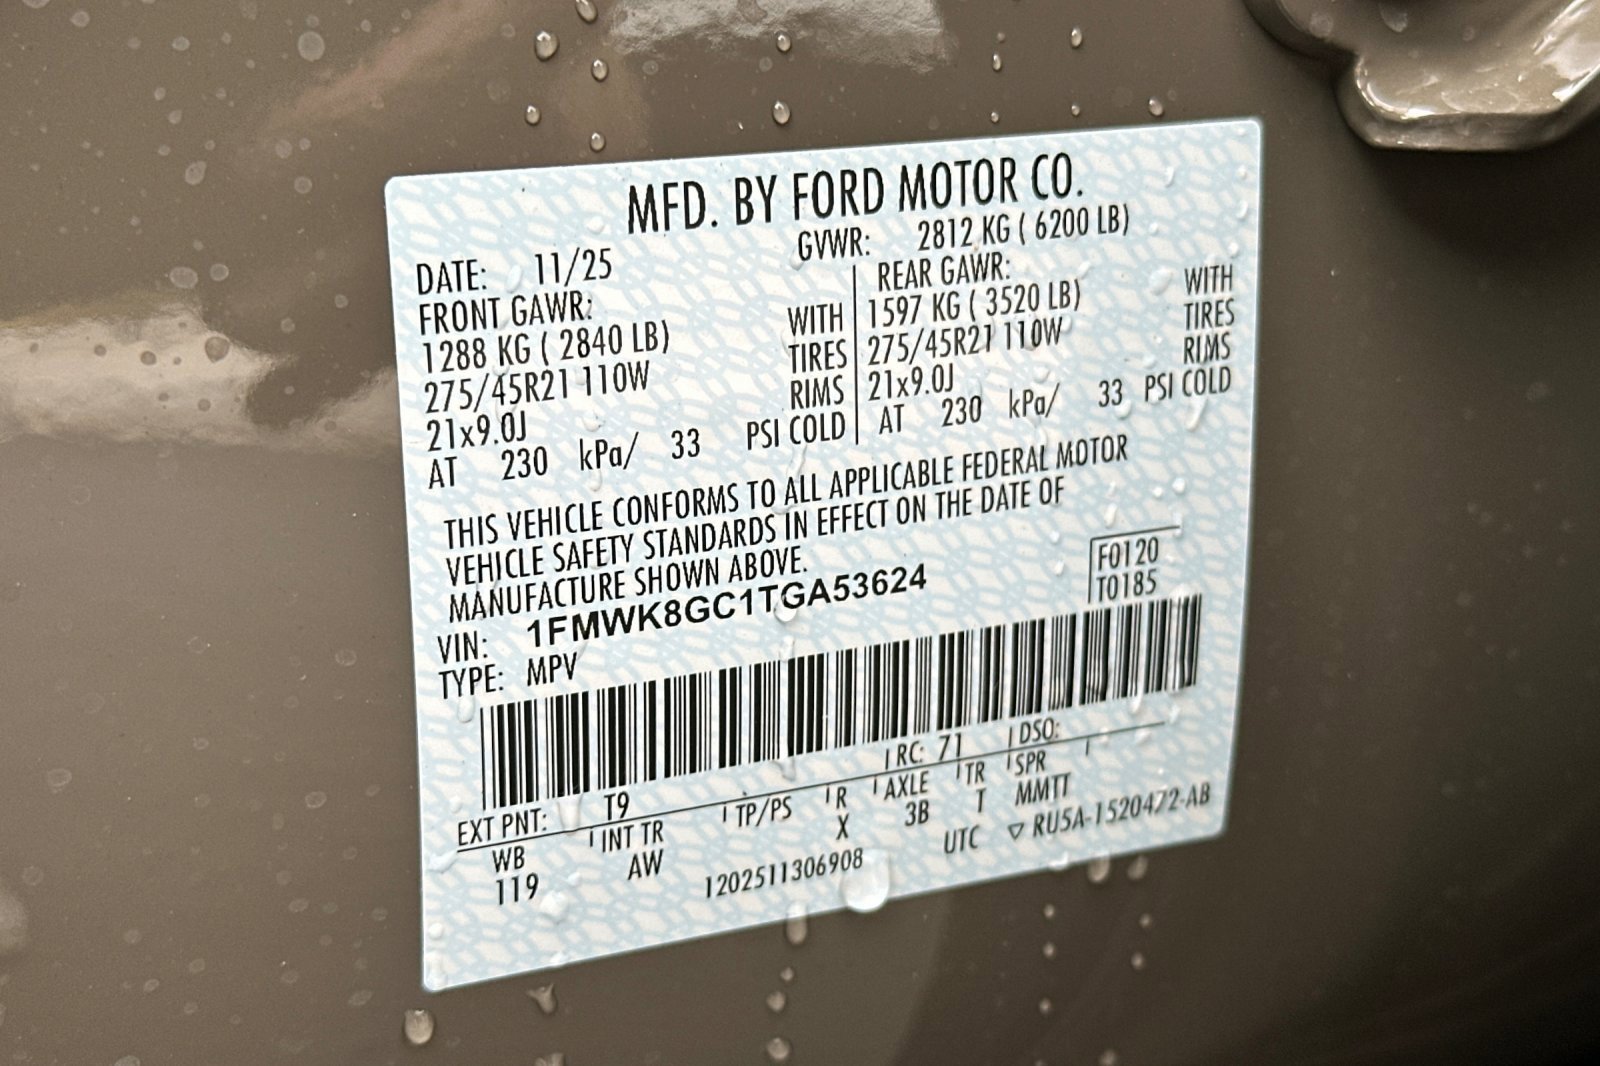 MFD. BY FORD MOTOR CO.
DATE: 11/25 GVWR: 2812 KG ( 6200 LB)
FRONT GAWR: REAR GAWR:
1288 KG ( 2840 LB) WITH 1597 KG ( 3520 LB) WITH
275/45R21 110W TIRES 275/45R21 110W TIRES
21x9.0J RIMS 21x9.0J RIMS
AT 230 kPa/ 33 PSI COLD AT 230 kPa/ 33 PSI COLD
THIS VEHICLE CONFORMS TO ALL APPLICABLE FEDERAL MOTOR
VEHICLE SAFETY STANDARDS IN EFFECT ON THE DATE OF
MANUFACTURE SHOWN ABOVE.
VIN: 1FMWK8GC1TGA53624 F0120
TYPE: MPV T0185
EXT PNT: T9 RC: 71 DSO:
WB INT TR TP/PS R AXLE TR SPR
119 AW X 3B T MMTT
1202511306908 UTC ▽ RU5A-1520472-AB